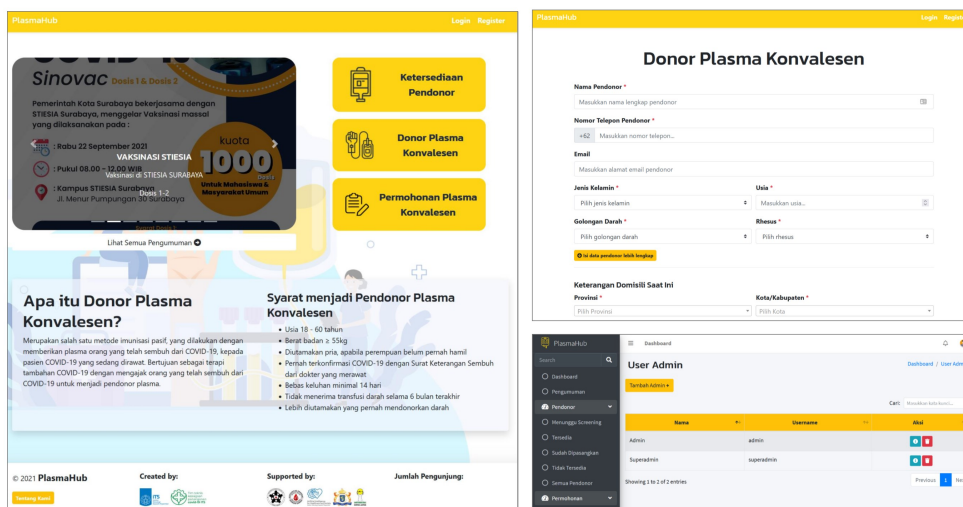 PlasmaHub
Login Register
Sinovac Dosis 1 & Dosis 2
Pemerintah Kota Surabaya bekerjasama dengan
STIESIA Surabaya, menggelar Vaksinasi massal
yang dilaksanakan pada :
: Rabu 22 September 2021
: Pukul 08.00 - 12.00 WIB
: Kampus STIESIA Surabaya
Jl. Menur Pumpungan 30 Surabaya
kuota
1000
Dosis
Untuk Mahasiswa &
Masyarakat Umum
VAKSINASI STIESIA
Vaksinasi di STIESIA SURABAYA
Dosis 1-2
Syarat Dosis 1
Lihat Semua Pengumuman
Ketersediaan
Pendonor
Donor Plasma
Konvalesen
Permohonan Plasma
Konvalesen
Apa itu Donor Plasma
Konvalesen?
Merupakan salah satu metode imunisasi pasif, yang dilakukan dengan
memberikan plasma orang yang telah sembuh dari COVID-19, kepada
pasien COVID-19 yang sedang dirawat. Bertujuan sebagai terapi
tambahan COVID-19 dengan mengajak orang yang telah sembuh dari
COVID-19 untuk menjadi pendonor plasma.
Syarat menjadi Pendonor Plasma
Konvalesen
Usia 18 - 60 tahun
Berat badan ≥ 55kg
Diutamakan pria, apabila perempuan belum pernah hamil
Pernah terkonfirmasi COVID-19 dengan Surat Keterangan Sembuh
dari dokter yang merawat
Bebas keluhan minimal 14 hari
Tidak menerima transfusi darah selama 6 bulan terakhir
Lebih diutamakan yang pernah mendonorkan darah
© 2021 PlasmaHub
Tentang Kami
Created by:
ITS
Supported by:
Jumlah Pengunjung:
PlasmaHub
Login Regist
Donor Plasma Konvalesen
Nama Pendonor *
Masukkan nama lengkap pendonor
Nomor Telepon Pendonor *
+62 Masukkan nomor telepon...
Email
Masukkan alamat email pendonor
Jenis Kelamin * Usia *
Pilih jenis kelamin Masukkan usia...
Golongan Darah * Rhesus *
Pilih golongan darah Pilih rhesus
Isi data pendonor lebih lengkap
Keterangan Domisili Saat Ini
Provinsi * Kota/Kabupaten *
Pilih Provinsi Pilih Kota
PlasmaHub
Search
Dashboard
Pengumuman
Pendonor
Menunggu Screening
Tersedia
Sudah Dipasangkan
Tidak Tersedia
Semua Pendonor
Permohonan
Dashboard
User Admin
Dashboard / User Adm
Tambah Admin +
Cari: Masukkan kata kunci...
Nama Username Aksi
Admin admin
Superadmin superadmin
Showing 1 to 2 of 2 entries
Previous 1 Ne